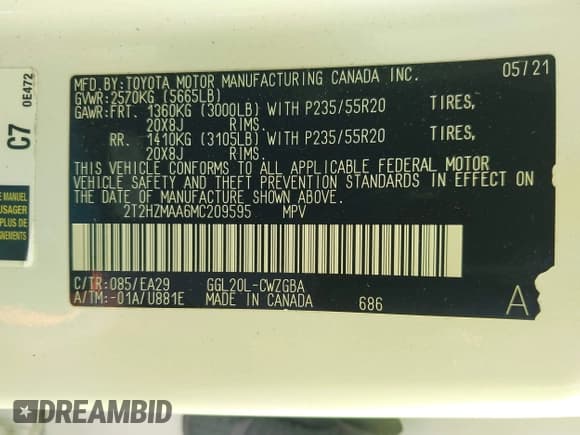 MFD.BY:TOYOTA MOTOR MANUFACTURING CANADA INC. 05/21
GVWR:2570KG (5665LB)
GAWR:FRT. 1360KG (3000LB) WITH P235/55R20 TIRES,
20X8J RIMS.
RR. 1410KG (3105LB) WITH P235/55R20 TIRES,
20X8J RIMS.
THIS VEHICLE CONFORMS TO ALL APPLICABLE FEDERAL MOTOR
VEHICLE SAFETY AND THEFT PREVENTION STANDARDS IN EFFECT ON
THE DATE OF MANUFACTURE SHOWN ABOVE.
2T2HZMAA6MC209595 MPV
C/TR:085/EA29 GGL20L-CWZGBA
A/TM:-01A/U881E MADE IN CANADA 686 A
C7 0E472
MANUEL
USAGER
DREAMBID